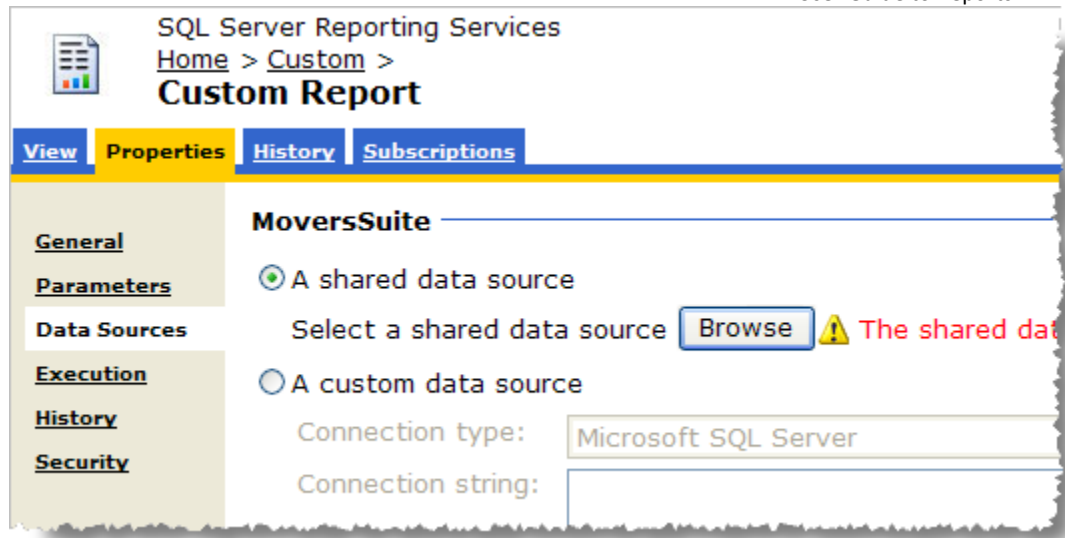 SQL Server Reporting Services
Home > Custom >
Custom Report
View Properties History Subscriptions
MoversSuite
General
Parameters
Data Sources
Execution
History
Security
A shared data source
Select a shared data source Browse The shared dat
A custom data source
Connection type: Microsoft SQL Server
Connection string: